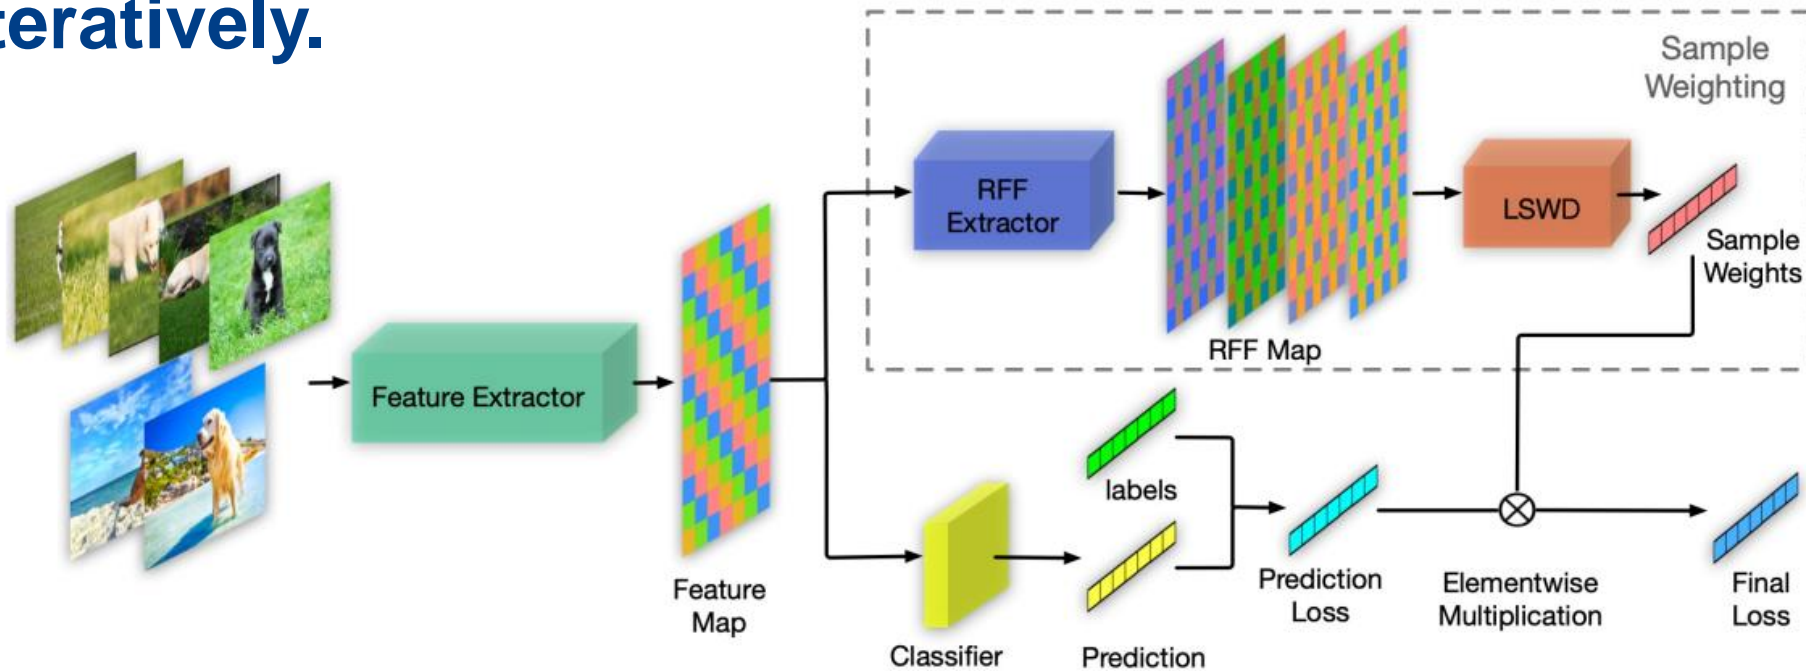 teratively.
Sample
Weighting
RFF
Extractor
LSWD
Sample
Weights
RFF Map
Feature Extractor
labels
Feature
Map
Classifier
Prediction
Prediction
Loss
Elementwise
Multiplication
Final
Loss